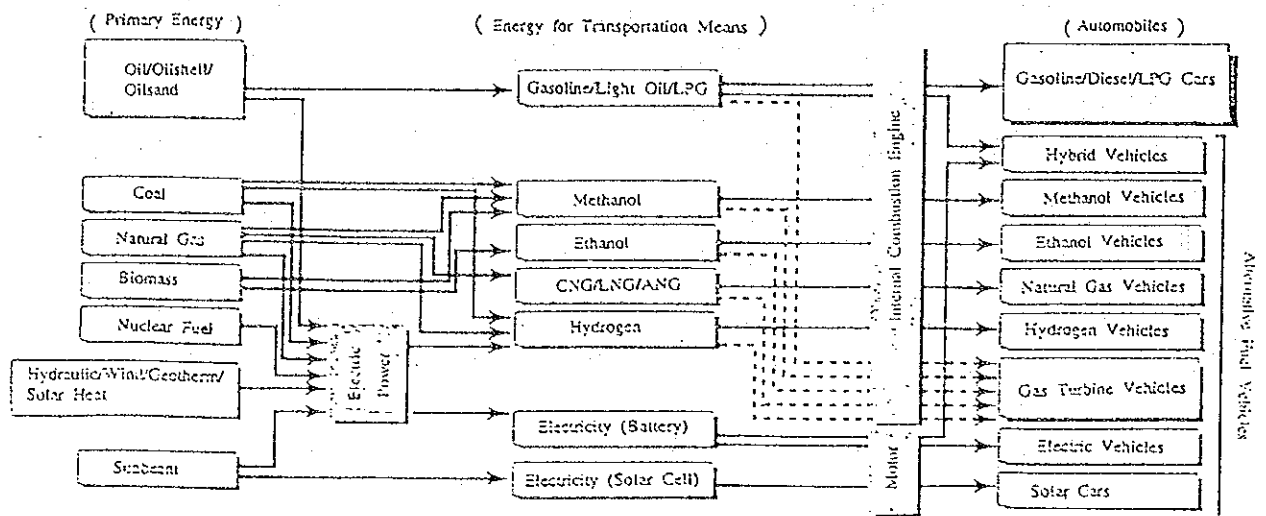 ( Primary Energy )
( Energy for Transportation Means )
( Automobiles )
Oil/Oilshell/
Oilsand
Gasoline/Light Oil/LPG
Gasoline/Diesel/LPG Cars
Hybrid Vehicles
Coal
Methanol
Methanol Vehicles
Natural Gas
Ethanol
Ethanol Vehicles
Biomass
CNG/LNG/ANG
Natural Gas Vehicles
Nuclear Fuel
Hydrogen
Hydrogen Vehicles
Hydraulic/Wind/Geotherm/
Solar Heat
Electric
Power
Gas Turbine Vehicles
Electricity (Battery)
Electric Vehicles
Sunbeam
Electricity (Solar Cell)
Solar Cars
Internal Combustion Engine
Motor
Alternative Fuel Vehicles